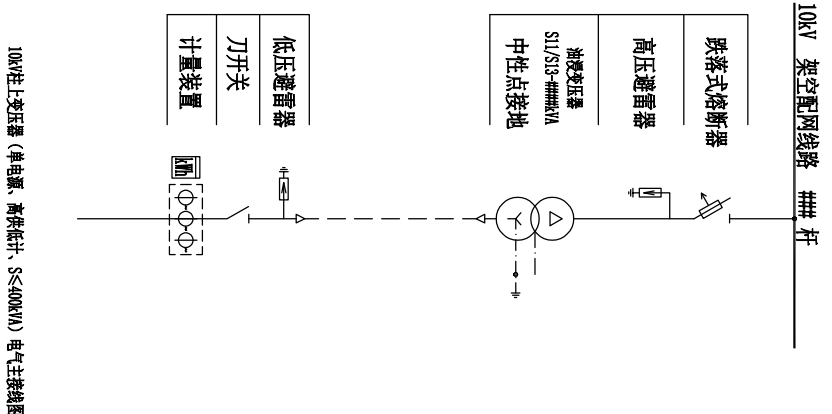 10kV 架空配网线路 ### 杆
跌落式熔断器
高压避雷器
油浸变压器
S11/S13-###kVA
中性点接地
低压避雷器
刀开关
计量装置
kWh
10kV柱上变压器(单电源、高供低计、S≤400kVA)电气主接线图